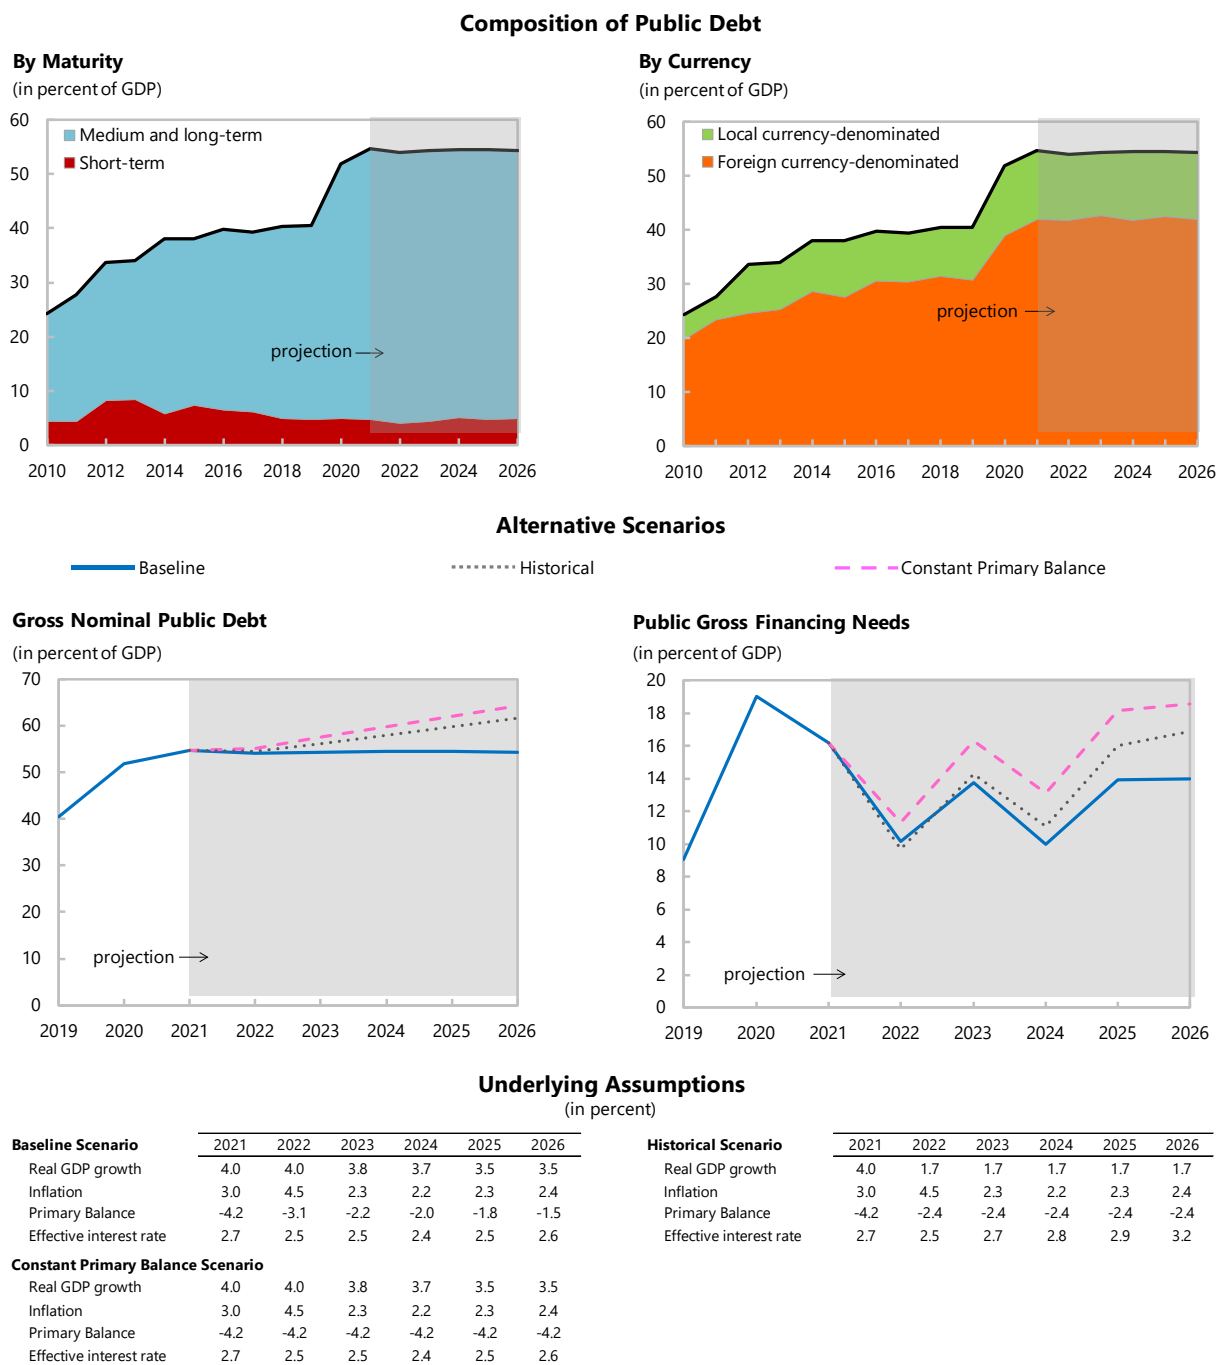 Composition of Public Debt
By Maturity
(in percent of GDP)
60
50
40
30
20
10
0
Medium and long-term
Short-term
projection
2010 2012 2014 2016 2018 2020 2022 2024 2026
By Currency
(in percent of GDP)
60
50
40
30
20
10
0
Local currency-denominated
Foreign currency-denominated
projection
2010 2012 2014 2016 2018 2020 2022 2024 2026
Alternative Scenarios
Baseline Historical Constant Primary Balance
Gross Nominal Public Debt
(in percent of GDP)
70
60
50
40
30
20
10
0
projection
2019 2020 2021 2022 2023 2024 2025 2026
Public Gross Financing Needs
(in percent of GDP)
20
18
16
14
12
10
8
6
4
2
0
projection
2019 2020 2021 2022 2023 2024 2025 2026
Underlying Assumptions
(in percent)
Baseline Scenario 2021 2022 2023 2024 2025 2026
Real GDP growth 4.0 4.0 3.8 3.7 3.5 3.5
Inflation 3.0 4.5 2.3 2.2 2.3 2.4
Primary Balance -4.2 -3.1 -2.2 -2.0 -1.8 -1.5
Effective interest rate 2.7 2.5 2.5 2.4 2.5 2.6
Constant Primary Balance Scenario
Real GDP growth 4.0 4.0 3.8 3.7 3.5 3.5
Inflation 3.0 4.5 2.3 2.2 2.3 2.4
Primary Balance -4.2 -4.2 -4.2 -4.2 -4.2 -4.2
Effective interest rate 2.7 2.5 2.5 2.4 2.5 2.6
Historical Scenario 2021 2022 2023 2024 2025 2026
Real GDP growth 4.0 1.7 1.7 1.7 1.7 1.7
Inflation 3.0 4.5 2.3 2.2 2.3 2.4
Primary Balance -4.2 -2.4 -2.4 -2.4 -2.4 -2.4
Effective interest rate 2.7 2.5 2.7 2.8 2.9 3.2